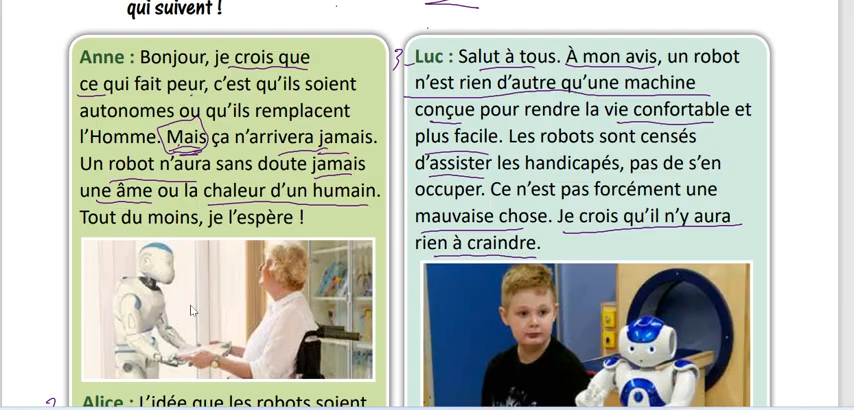 qui suivent !
Anne : Bonjour, je crois que
ce qui fait peur, c'est qu'ils soient
autonomes ou qu'ils remplacent
l'Homme. Mais ça n'arrivera jamais.
Un robot n'aura sans doute jamais
une âme ou la chaleur d'un humain.
Tout du moins, je l'espère !
Luc : Salut à tous. À mon avis, un robot
n'est rien d'autre qu'une machine
conçue pour rendre la vie confortable et
plus facile. Les robots sont censés
d'assister les handicapés, pas de s'en
occuper. Ce n'est pas forcément une
mauvaise chose. Je crois qu'il n'y aura
rien à craindre.
Alice : L'idée que les robots soient